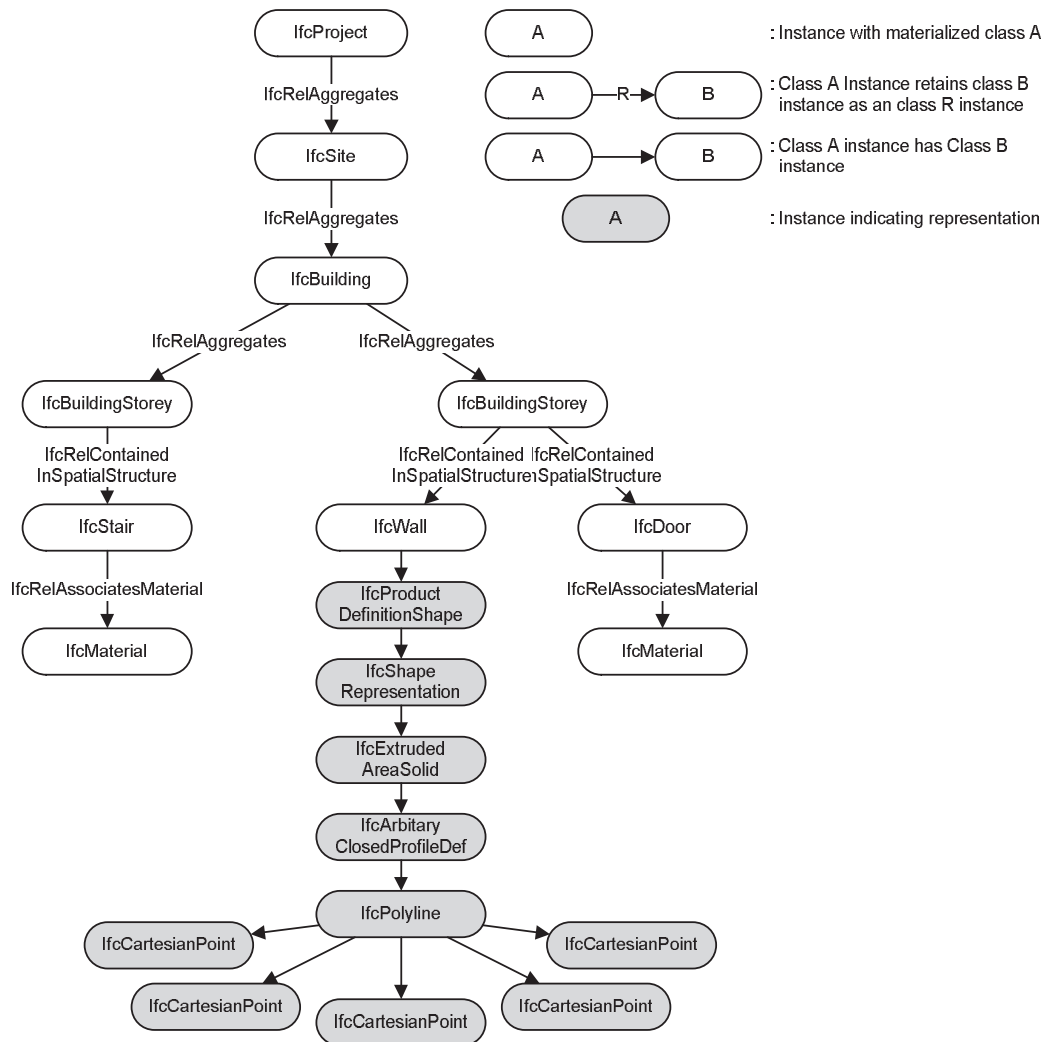 IfcProject
IfcRelAggregates
IfcSite
IfcRelAggregates
IfcBuilding
IfcRelAggregates
IfcRelAggregates
IfcBuildingStorey
IfcBuildingStorey
IfcRelContained
InSpatialStructure
IfcRelContained
InSpatialStructure
IfcRelContained
InSpatialStructure
IfcStair
IfcWall
IfcDoor
IfcRelAssociatesMaterial
IfcProduct
DefinitionShape
IfcRelAssociatesMaterial
IfcMaterial
IfcShape
Representation
IfcMaterial
IfcExtruded
AreaSolid
IfcArbitary
ClosedProfileDef
IfcPolyline
IfcCartesianPoint
IfcCartesianPoint
IfcCartesianPoint
IfcCartesianPoint
IfcCartesianPoint
A
: Instance with materialized class A
A
R
B
: Class A Instance retains class B
instance as an class R instance
A
B
: Class A instance has Class B
instance
A
: Instance indicating representation